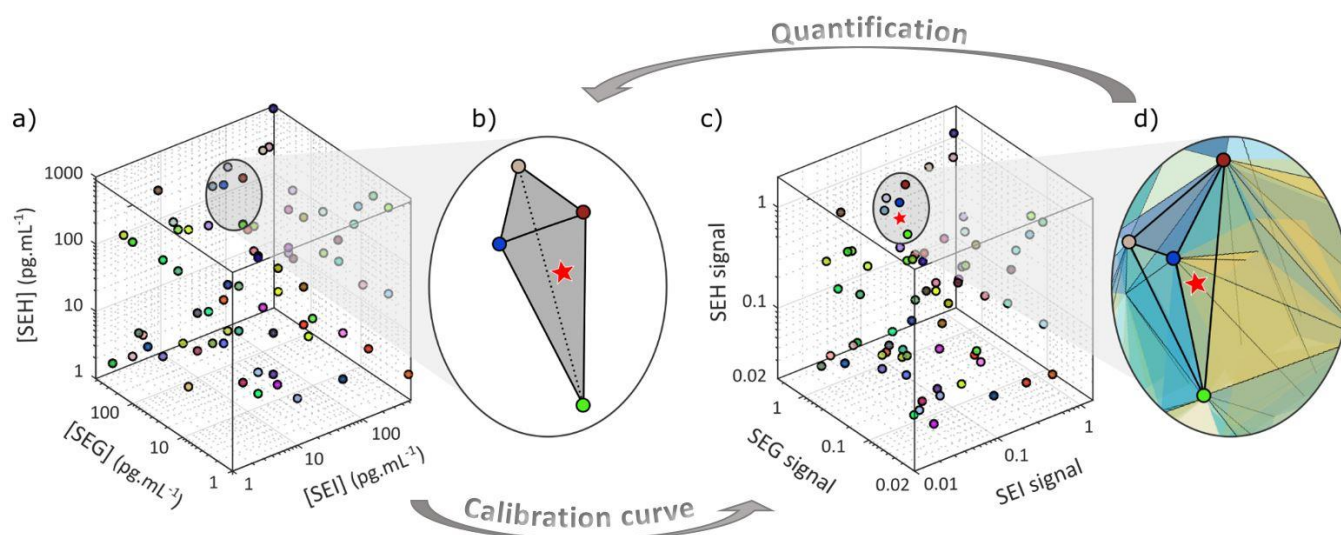 Quantification
a)
b)
c)
d)
1000
100
10
1
[SEH] (pg.mL⁻¹)
100
10
1
[SEG] (pg.mL⁻¹)
1
10
100
[SEI] (pg.mL⁻¹)
1
0.1
0.02
SEH signal
1
0.1
0.02
SEG signal
0.01
0.1
1
SEI signal
Calibration curve